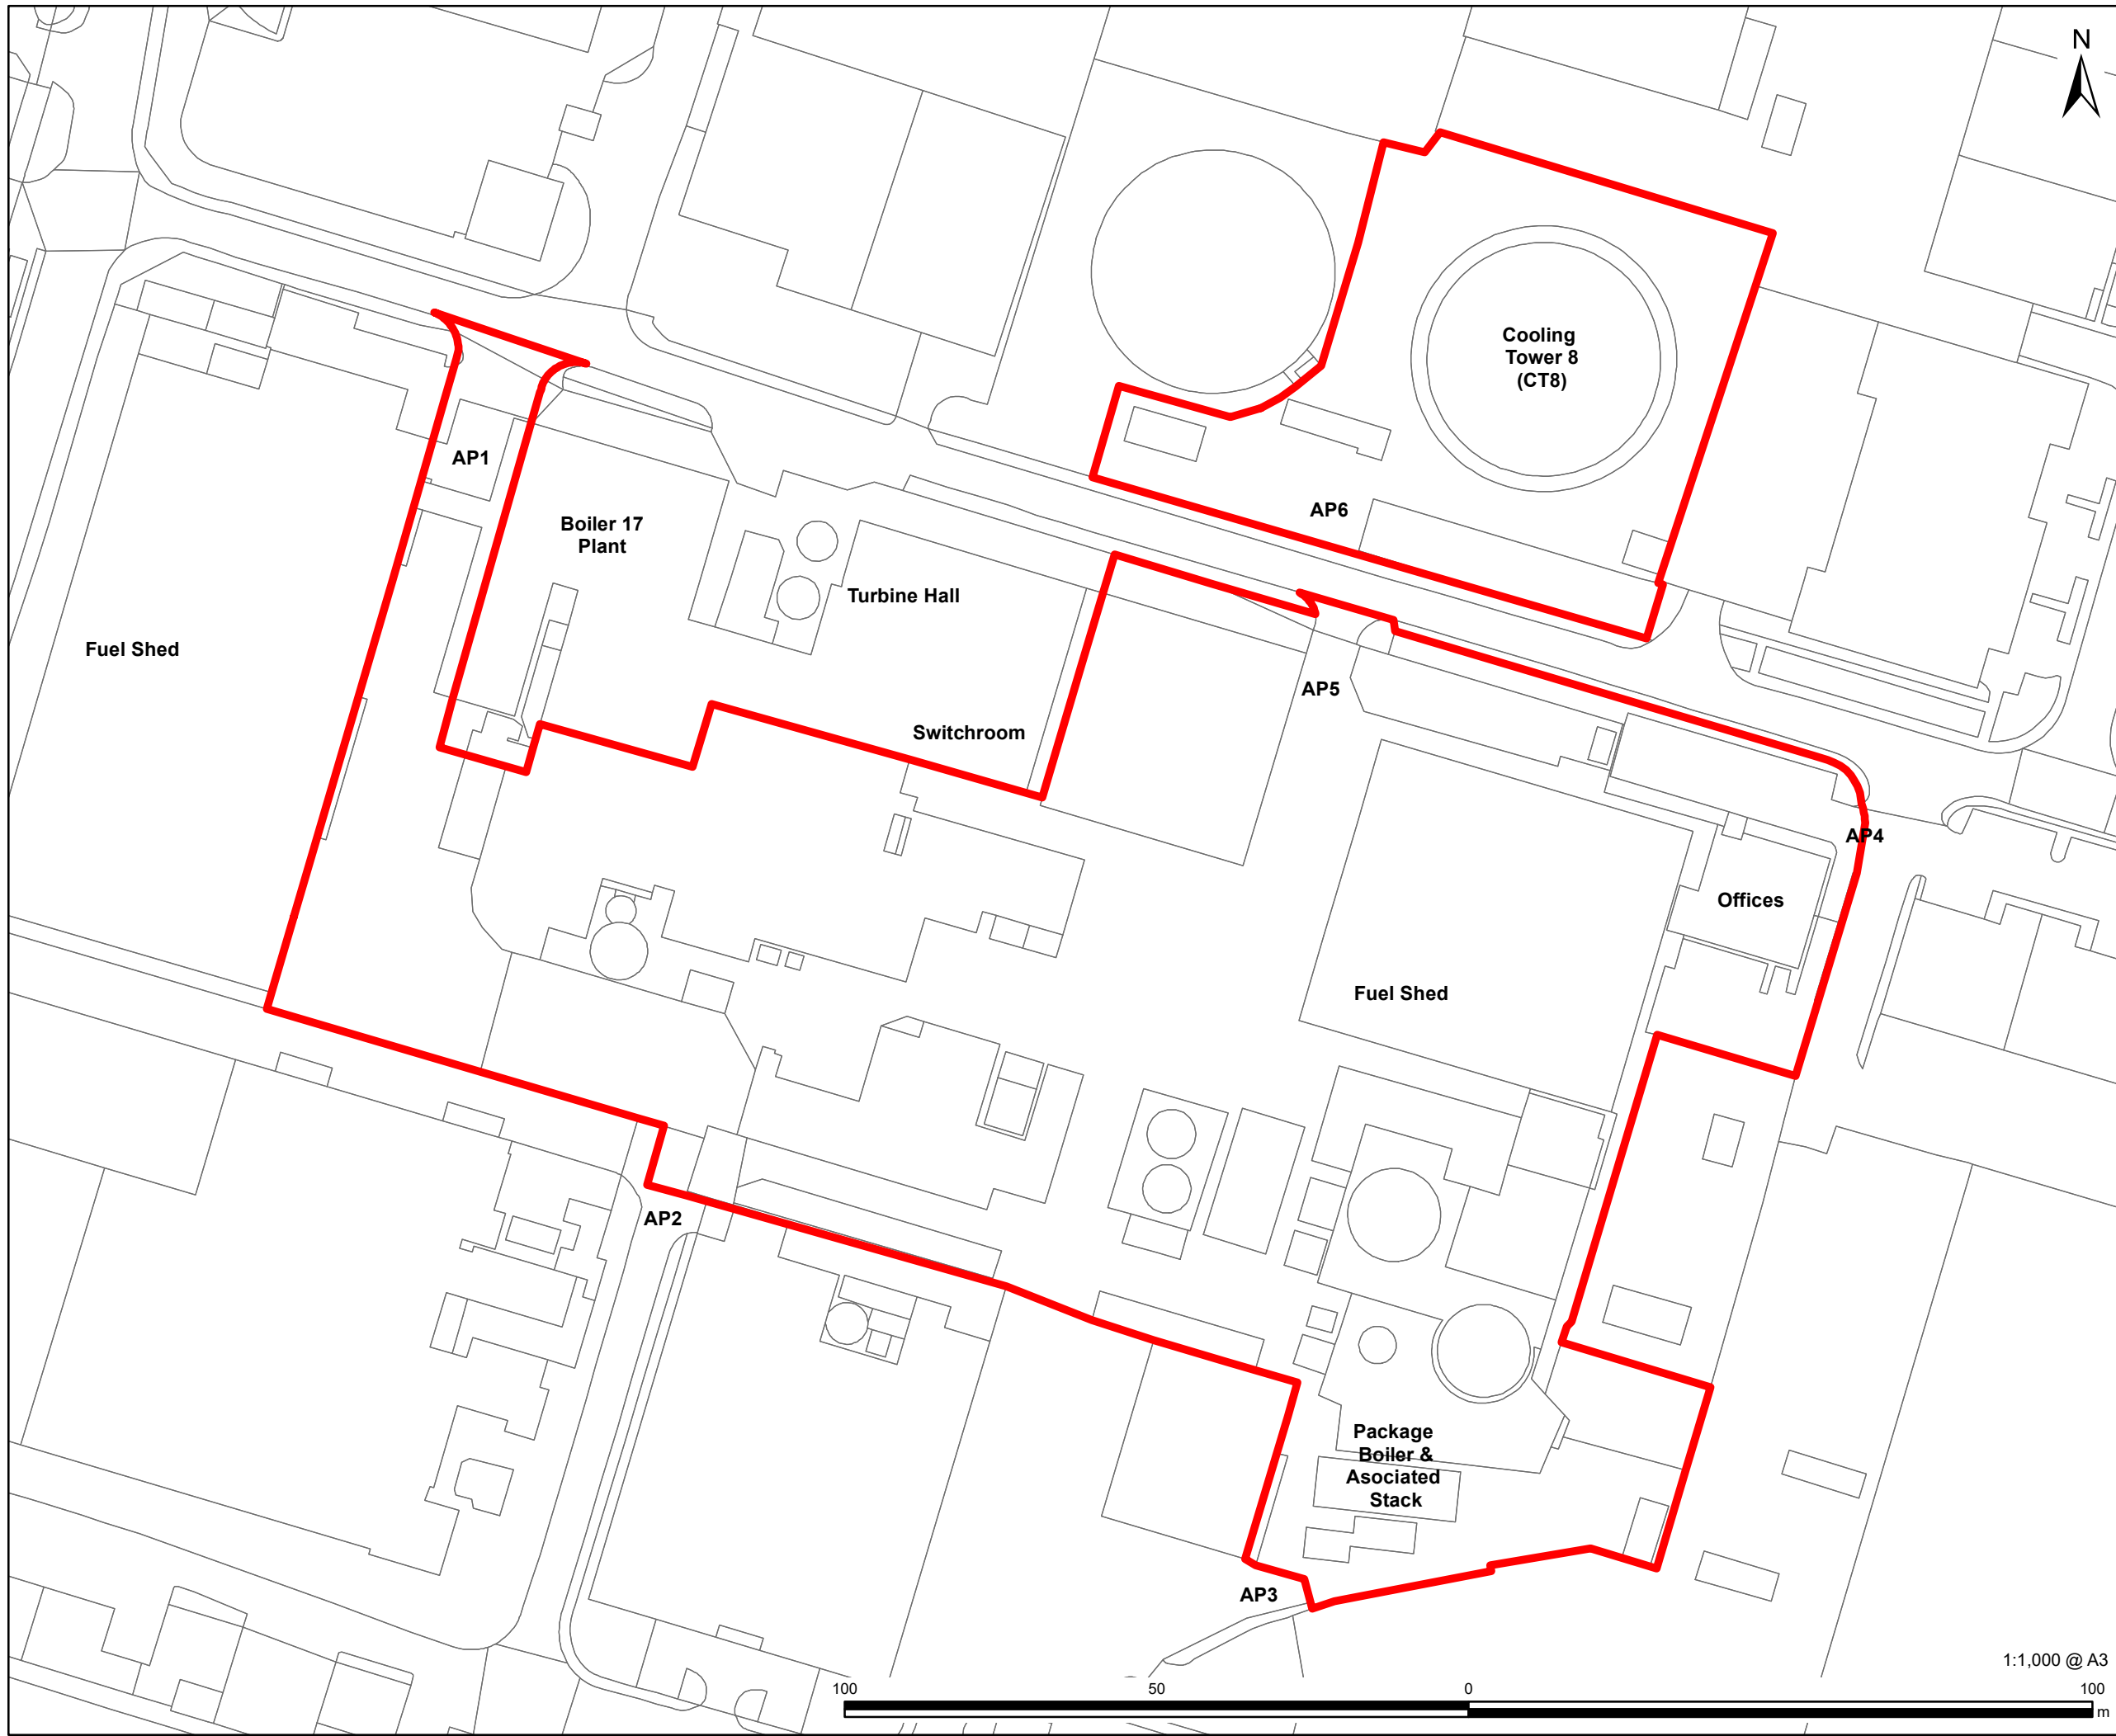 N
Cooling
Tower 8
(CT8)
AP1
AP6
Boiler 17
Plant
Turbine Hall
Fuel Shed
AP5
Switchroom
AP4
Offices
Fuel Shed
AP2
Package
Boiler &
Asociated
Stack
AP3
1:1,000 @ A3
100 50 0 100
m